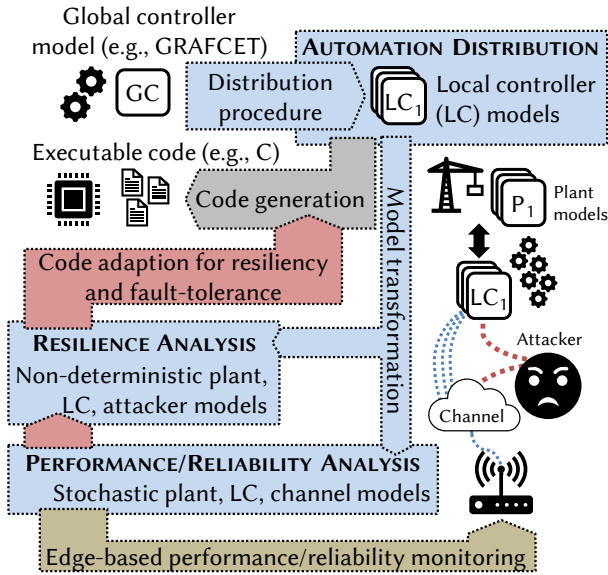 Global controller
model (e.g., GRAFCET)
GC
Distribution
procedure
AUTOMATION DISTRIBUTION
LC1
Local controller
(LC) models
Executable code (e.g., C)
Code generation
Model transformation
P1
Plant
models
LC1
Code adaption for resiliency
and fault-tolerance
RESILIENCE ANALYSIS
Non-deterministic plant,
LC, attacker models
Attacker
Channel
PERFORMANCE/RELIABILITY ANALYSIS
Stochastic plant, LC, channel models
Edge-based performance/reliability monitoring